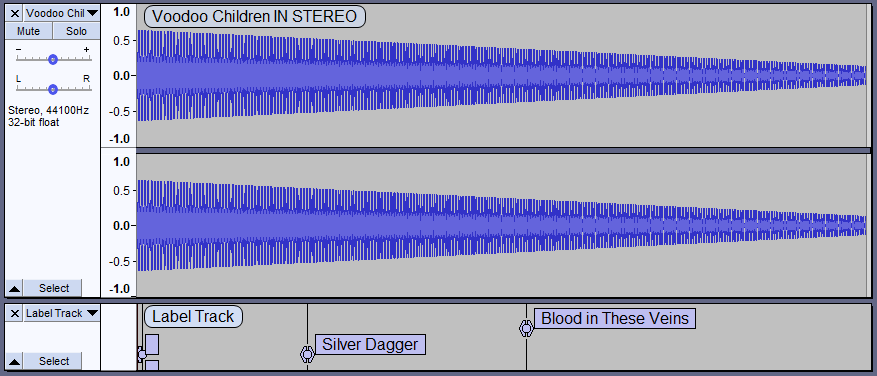 Voodoo Chil
Mute Solo
- +
L R
Stereo, 44100Hz
32-bit float
Select
1.0
0.5
0.0
-0.5
-1.0
Voodoo Children IN STEREO
1.0
0.5
0.0
-0.5
-1.0
Label Track
Select
Label Track
Silver Dagger
Blood in These Veins